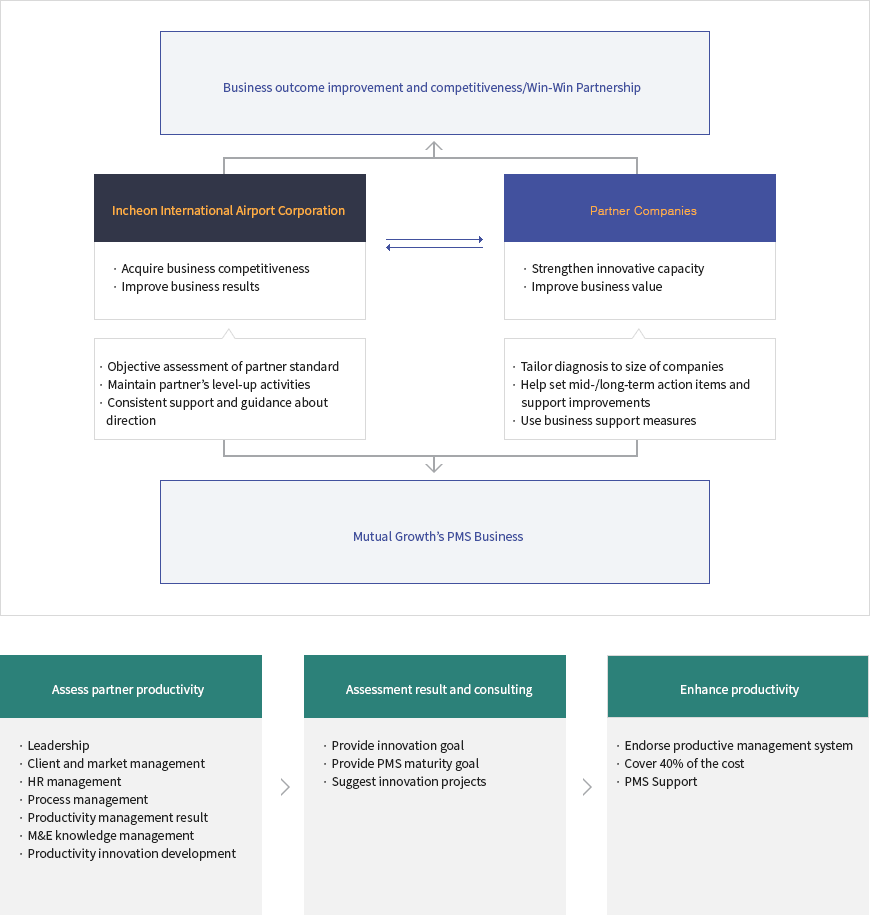 Business outcome improvement and competitiveness/Win-Win Partnership
Incheon International Airport Corporation
· Acquire business competitiveness
· Improve business results
Partner Companies
· Strengthen innovative capacity
· Improve business value
· Objective assessment of partner standard
· Maintain partner’s level-up activities
· Consistent support and guidance about
direction
· Tailor diagnosis to size of companies
· Help set mid-/long-term action items and
support improvements
· Use business support measures
Mutual Growth’s PMS Business
Assess partner productivity
· Leadership
· Client and market management
· HR management
· Process management
· Productivity management result
· M&E knowledge management
· Productivity innovation development
Assessment result and consulting
· Provide innovation goal
· Provide PMS maturity goal
· Suggest innovation projects
Enhance productivity
· Endorse productive management system
· Cover 40% of the cost
· PMS Support